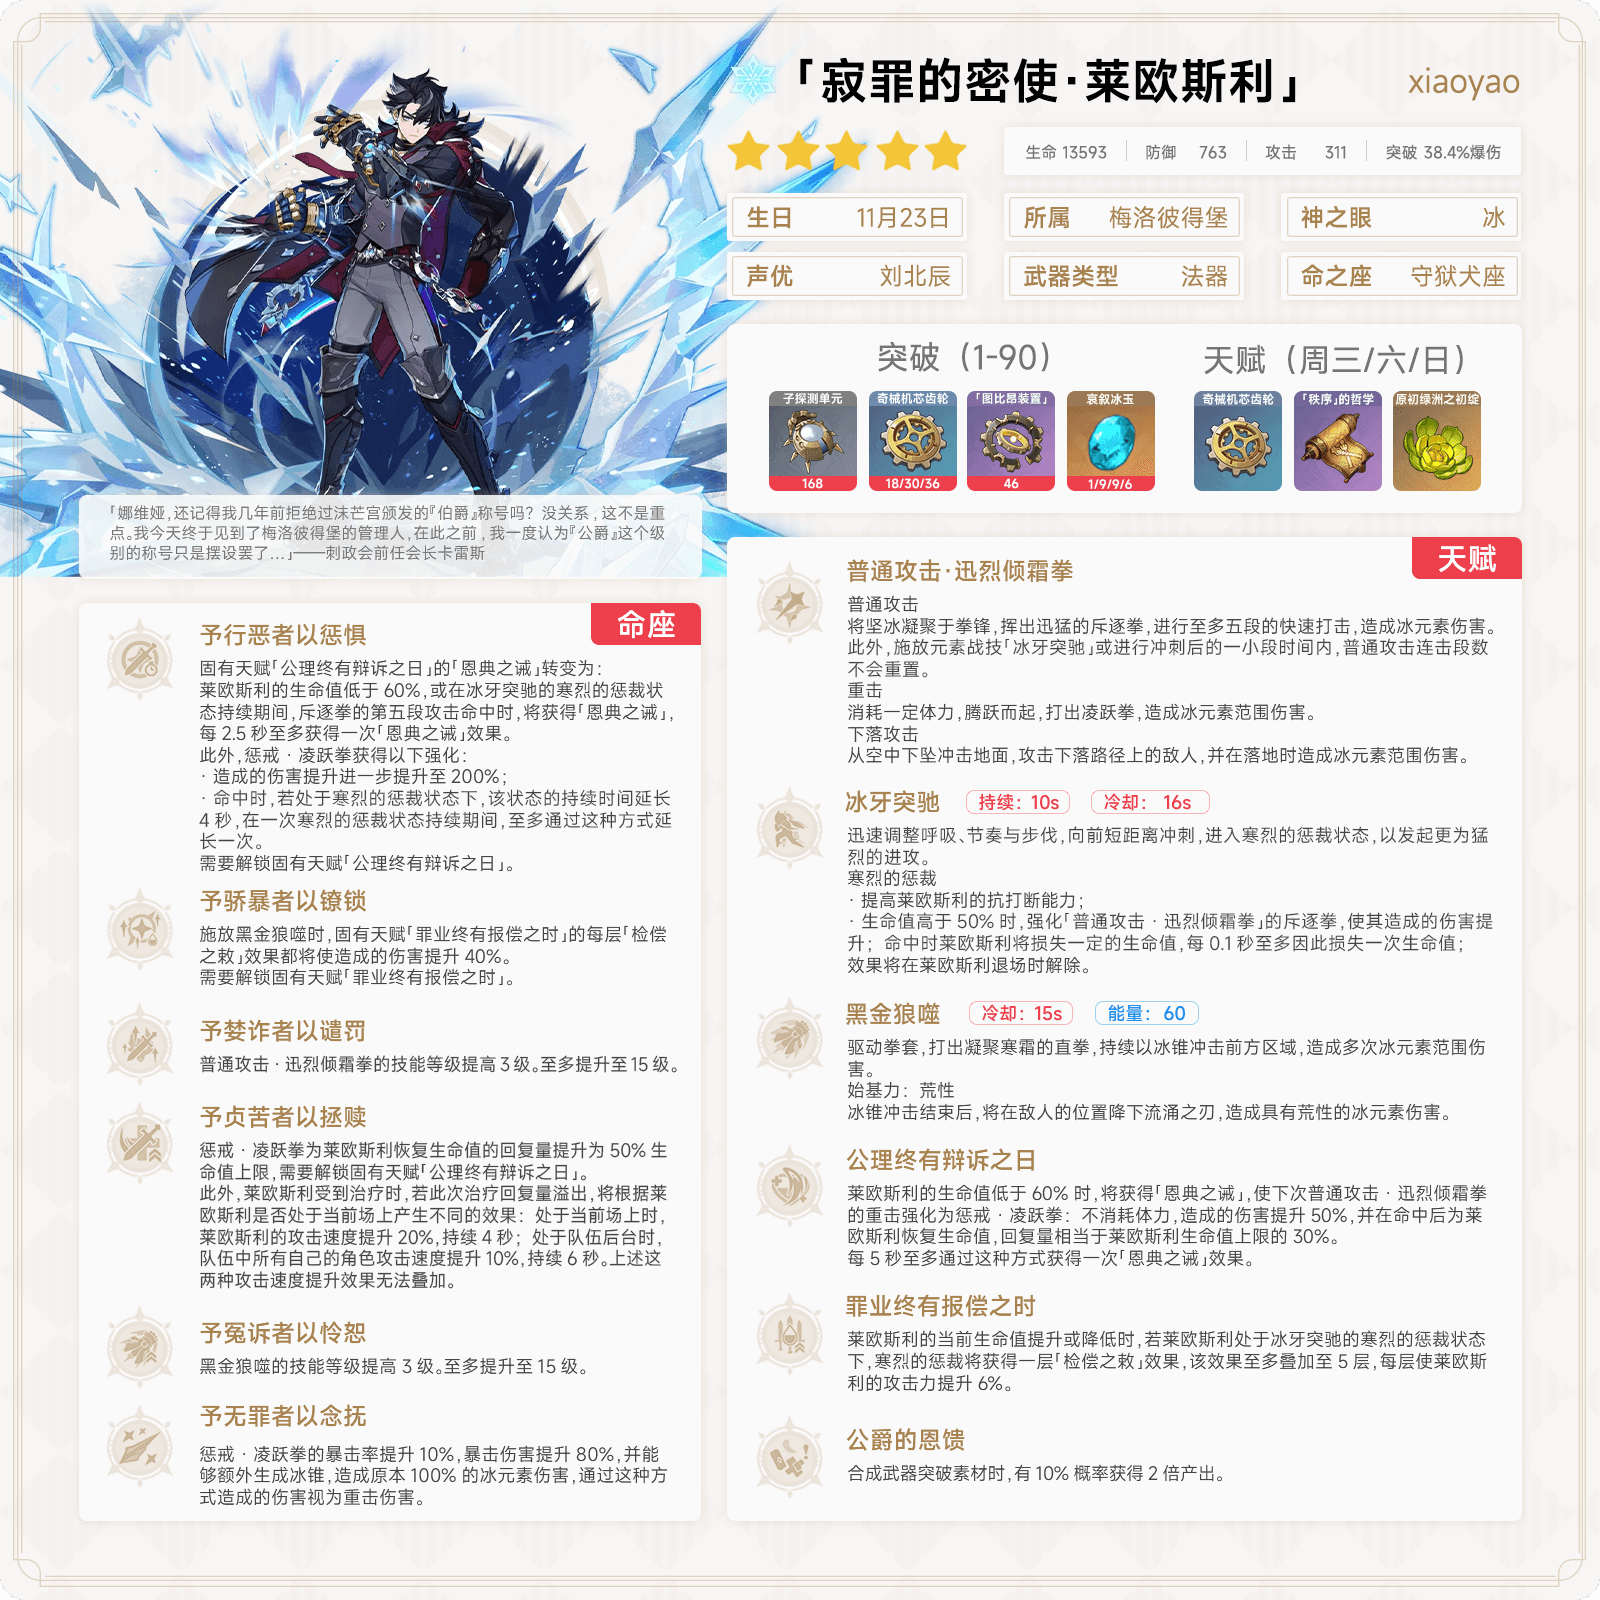 「寂罪的密使·莱欧斯利」
xiaoyao
生命 13593 防御 763 攻击 311 突破 38.4%爆伤
生日 11月23日 所属 梅洛彼得堡 神之眼 冰
声优 刘北辰 武器类型 法器 命之座 守狱犬座
突破（1-90）
子探测单元 奇械机芯齿轮 「图比昂装置」 哀叙冰玉
168 18/30/36 46 1/9/9/6
天赋（周三/六/日）
奇械机芯齿轮 「秩序」的哲学 原初绿洲之初绽
「娜维娅,还记得我几年前拒绝过沫芒宫颁发的『伯爵』称号吗？没关系，这不是重
点。我今天终于见到了梅洛彼得堡的管理人,在此之前，我一度认为『公爵』这个级
别的称号只是摆设罢了...」——刺政会前任会长卡雷斯
命座
予行恶者以惩惧
固有天赋「公理终有辩诉之日」的「恩典之诫」转变为：
莱欧斯利的生命值低于 60%,或在冰牙突驰的寒烈的惩裁状
态持续期间,斥逐拳的第五段攻击命中时,将获得「恩典之诫」,
每 2.5 秒至多获得一次「恩典之诫」效果。
此外,惩戒 · 凌跃拳获得以下强化：
· 造成的伤害提升进一步提升至 200%；
· 命中时,若处于寒烈的惩裁状态下,该状态的持续时间延长
4 秒,在一次寒烈的惩裁状态持续期间,至多通过这种方式延
长一次。
需要解锁固有天赋「公理终有辩诉之日」。
予骄暴者以镣锁
施放黑金狼噬时,固有天赋「罪业终有报偿之时」的每层「检偿
之敕」效果都将使造成的伤害提升 40%。
需要解锁固有天赋「罪业终有报偿之时」。
予婪诈者以谴罚
普通攻击 · 迅烈倾霜拳的技能等级提高 3 级。至多提升至 15 级。
予贞苦者以拯赎
惩戒 · 凌跃拳为莱欧斯利恢复生命值的回复量提升为 50% 生
命值上限,需要解锁固有天赋「公理终有辩诉之日」。
此外,莱欧斯利受到治疗时,若此次治疗回复量溢出,将根据莱
欧斯利是否处于当前场上产生不同的效果：处于当前场上时,
莱欧斯利的攻击速度提升 20%,持续 4 秒；处于队伍后台时,
队伍中所有自己的角色攻击速度提升 10%,持续 6 秒。上述这
两种攻击速度提升效果无法叠加。
予冤诉者以怜恕
黑金狼噬的技能等级提高 3 级。至多提升至 15 级。
予无罪者以念抚
惩戒 · 凌跃拳的暴击率提升 10%,暴击伤害提升 80%,并能
够额外生成冰锥,造成原本 100% 的冰元素伤害,通过这种方
式造成的伤害视为重击伤害。
天赋
普通攻击·迅烈倾霜拳
普通攻击
将坚冰凝聚于拳锋,挥出迅猛的斥逐拳,进行至多五段的快速打击,造成冰元素伤害。
此外,施放元素战技「冰牙突驰」或进行冲刺后的一小段时间内,普通攻击连击段数
不会重置。
重击
消耗一定体力,腾跃而起,打出凌跃拳,造成冰元素范围伤害。
下落攻击
从空中下坠冲击地面,攻击下落路径上的敌人,并在落地时造成冰元素范围伤害。
冰牙突驰 持续：10s 冷却： 16s
迅速调整呼吸、节奏与步伐,向前短距离冲刺,进入寒烈的惩裁状态,以发起更为猛
烈的进攻。
寒烈的惩裁
· 提高莱欧斯利的抗打断能力；
· 生命值高于 50% 时,强化「普通攻击 · 迅烈倾霜拳」的斥逐拳,使其造成的伤害提
升；命中时莱欧斯利将损失一定的生命值,每 0.1 秒至多因此损失一次生命值；
效果将在莱欧斯利退场时解除。
黑金狼噬 冷却：15s 能量：60
驱动拳套,打出凝聚寒霜的直拳,持续以冰锥冲击前方区域,造成多次冰元素范围伤
害。
始基力：荒性
冰锥冲击结束后,将在敌人的位置降下流涌之刃,造成具有荒性的冰元素伤害。
公理终有辩诉之日
莱欧斯利的生命值低于 60% 时,将获得「恩典之诫」,使下次普通攻击 · 迅烈倾霜拳
的重击强化为惩戒 · 凌跃拳：不消耗体力,造成的伤害提升 50%,并在命中后为莱
欧斯利恢复生命值,回复量相当于莱欧斯利生命值上限的 30%。
每 5 秒至多通过这种方式获得一次「恩典之诫」效果。
罪业终有报偿之时
莱欧斯利的当前生命值提升或降低时,若莱欧斯利处于冰牙突驰的寒烈的惩裁状态
下,寒烈的惩裁将获得一层「检偿之敕」效果,该效果至多叠加至 5 层,每层使莱欧斯
利的攻击力提升 6%。
公爵的恩馈
合成武器突破素材时,有 10% 概率获得 2 倍产出。